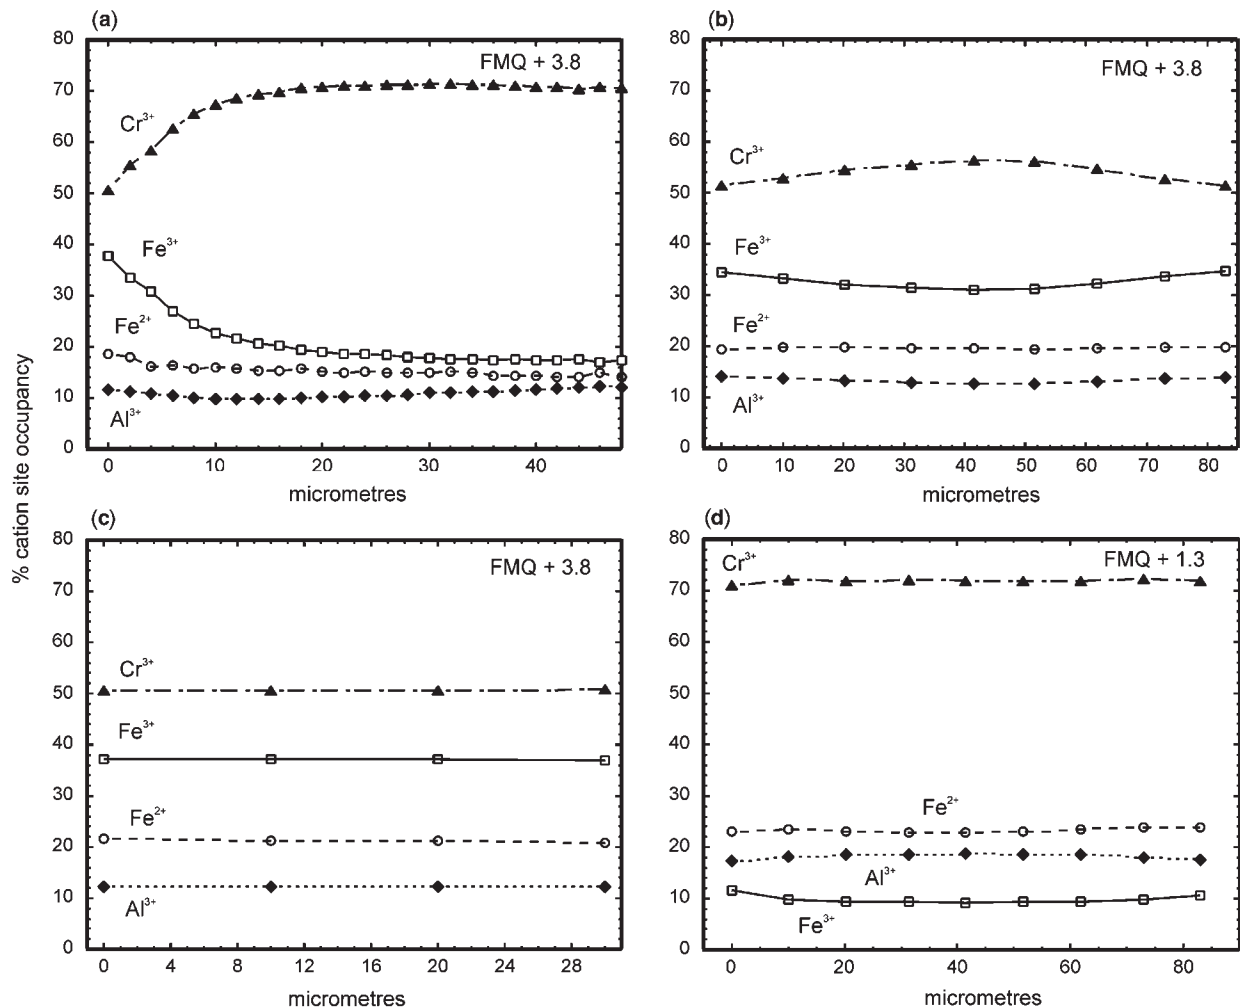 (a)
FMQ + 3.8
Cr³⁺
Fe³⁺
Fe²⁺
Al³⁺
80
70
60
50
40
30
20
10
0
0 10 20 30 40
micrometres
(b)
FMQ + 3.8
Cr³⁺
Fe³⁺
Fe²⁺
Al³⁺
80
70
60
50
40
30
20
10
0
0 10 20 30 40 50 60 70 80
micrometres
% cation site occupancy
(c)
FMQ + 3.8
Cr³⁺
Fe³⁺
Fe²⁺
Al³⁺
80
70
60
50
40
30
20
10
0
0 4 8 12 16 20 24 28
micrometres
(d)
FMQ + 1.3
Cr³⁺
Fe²⁺
Al³⁺
Fe³⁺
80
70
60
50
40
30
20
10
0
0 20 40 60 80
micrometres